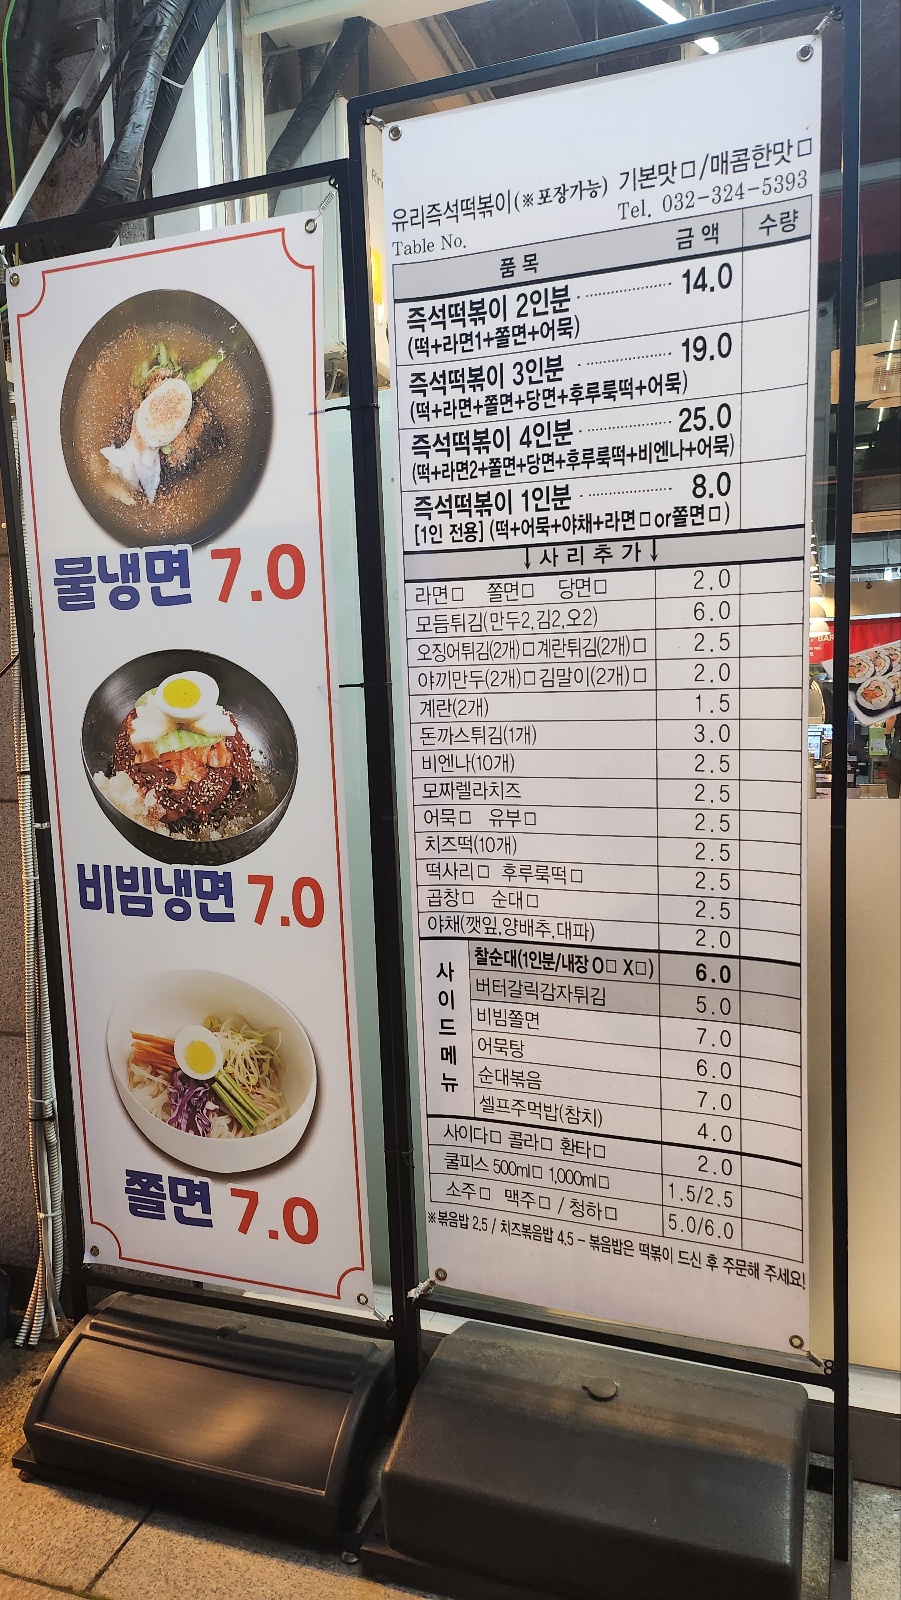 물냉면 7.0
비빔냉면 7.0
쫄면 7.0
유리즉석떡볶이(※포장가능) 기본맛□/매콤한맛□
Table No. Tel. 032-324-5393
품목 금액 수량
즉석떡볶이 2인분 14.0
(떡+라면1+쫄면+어묵)
즉석떡볶이 3인분 19.0
(떡+라면+쫄면+당면+후루룩떡+어묵)
즉석떡볶이 4인분 25.0
(떡+라면2+쫄면+당면+후루룩떡+비엔나+어묵)
즉석떡볶이 1인분 8.0
[1인 전용] (떡+어묵+야채+라면□or쫄면□)
↓사리추가↓
라면□ 쫄면□ 당면□ 2.0
모듬튀김(만두2,김2,오2) 6.0
오징어튀김(2개)□계란튀김(2개)□ 2.5
야끼만두(2개)□김말이(2개)□ 2.0
계란(2개) 1.5
돈까스튀김(1개) 3.0
비엔나(10개) 2.5
모짜렐라치즈 2.5
어묵□ 유부□ 2.5
치즈떡(10개) 2.5
떡사리□ 후루룩떡□ 2.5
곱창□ 순대□ 2.5
야채(깻잎,양배추,대파) 2.0
사이드메뉴
찰순대(1인분/내장 O□ X□) 6.0
버터갈릭감자튀김 5.0
비빔쫄면 7.0
어묵탕 6.0
순대볶음 7.0
셀프주먹밥(참치) 4.0
사이다□ 콜라□ 환타□ 2.0
쿨피스 500ml□ 1,000ml□ 1.5/2.5
소주□ 맥주□ / 청하□ 5.0/6.0
※볶음밥 2.5 / 치즈볶음밥 4.5 - 볶음밥은 떡볶이 드신 후 주문해 주세요!